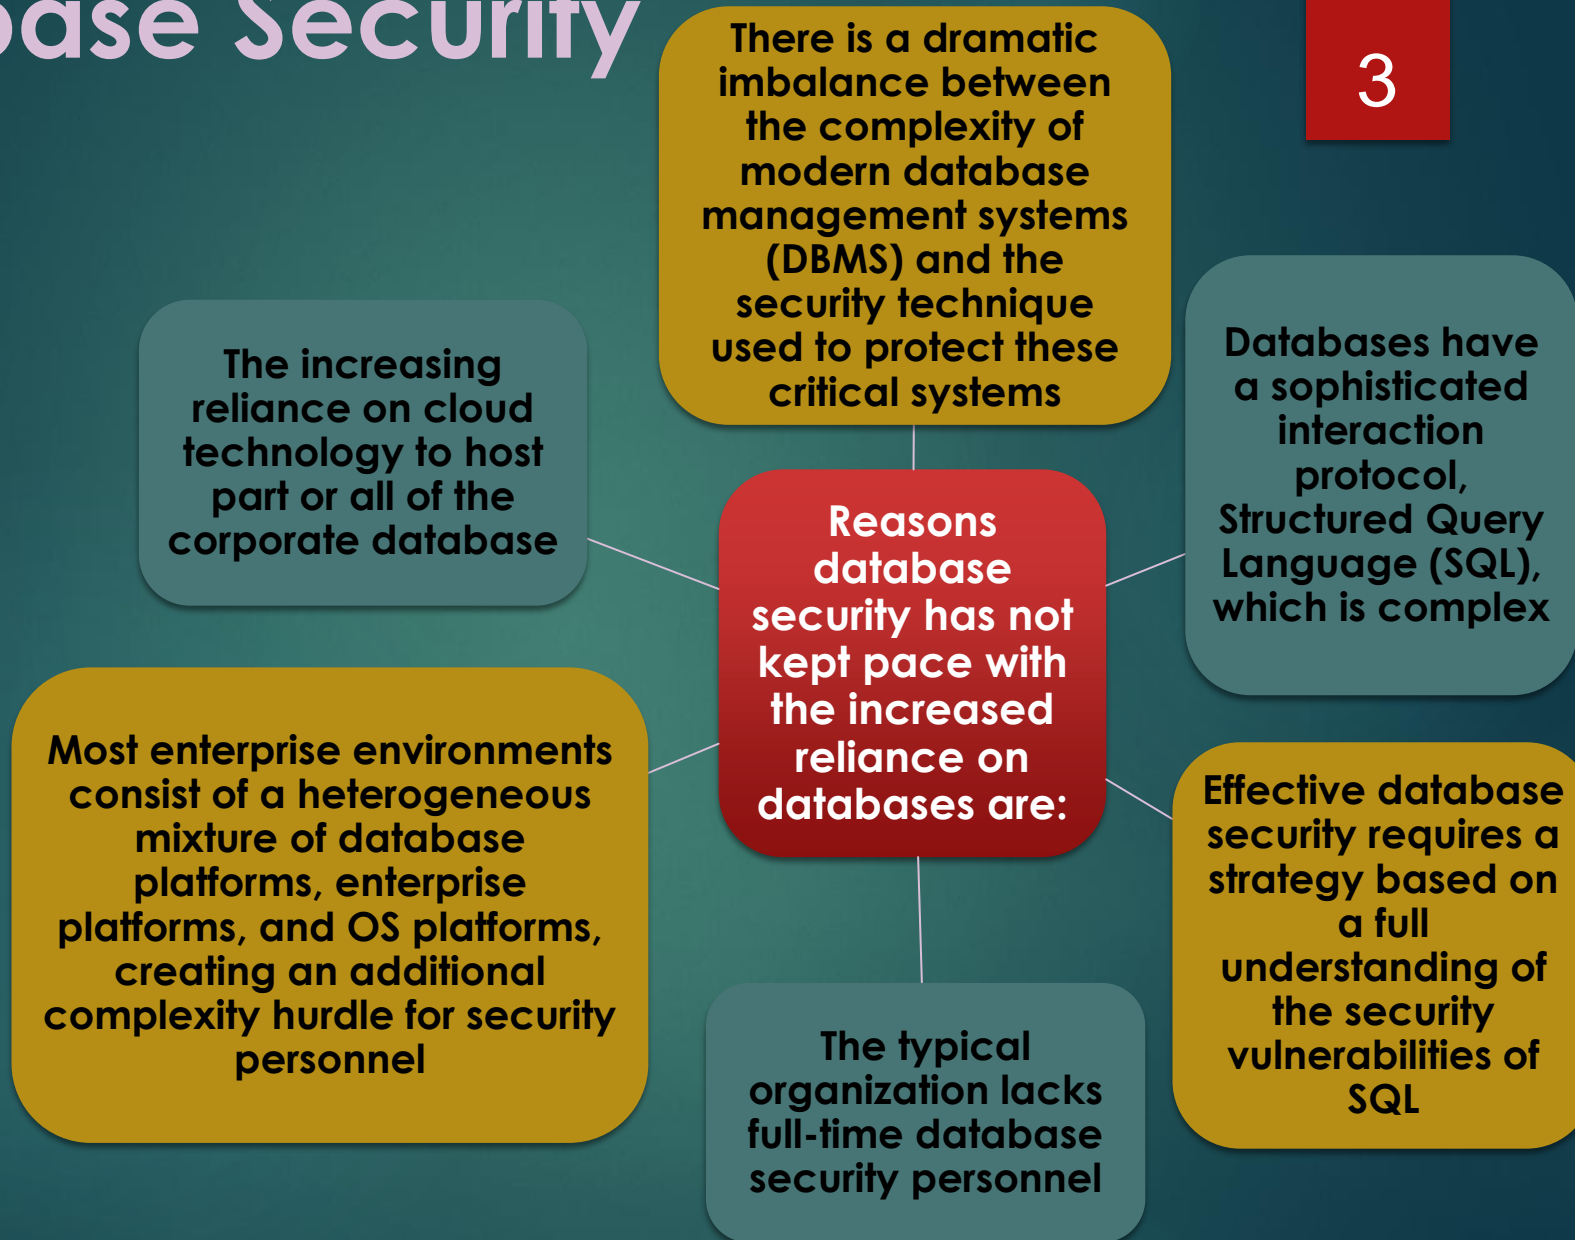 Security
3
There is a dramatic
imbalance between
the complexity of
modern database
management systems
(DBMS) and the
security technique
used to protect these
critical systems
Databases have
a sophisticated
interaction
protocol,
Structured Query
Language (SQL),
which is complex
Effective database
security requires a
strategy based on
a full
understanding of
the security
vulnerabilities of
SQL
The typical
organization lacks
full-time database
security personnel
Most enterprise environments
consist of a heterogeneous
mixture of database
platforms, enterprise
platforms, and OS platforms,
creating an additional
complexity hurdle for security
personnel
The increasing
reliance on cloud
technology to host
part or all of the
corporate database
Reasons
database
security has not
kept pace with
the increased
reliance on
databases are: